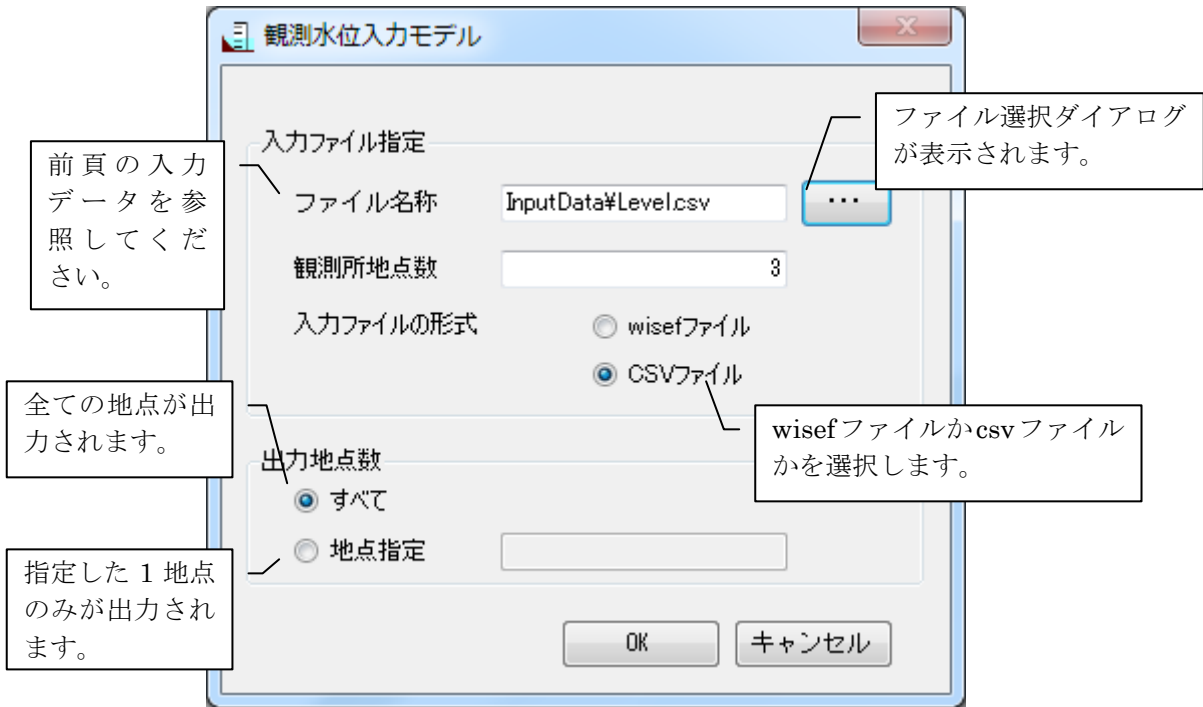 観測水位入力モデル
ファイル選択ダイアログ
が表示されます。
入力ファイル指定
前頁の入力
データを参
照してくだ
さい。
ファイル名称 InputData¥Level.csv ...
観測所地点数 3
入力ファイルの形式 wisefファイル
CSVファイル
全ての地点が出
力されます。
wisefファイルかcsvファイル
かを選択します。
出力地点数
すべて
地点指定
指定した 1 地点
のみが出力され
ます。
OK キャンセル